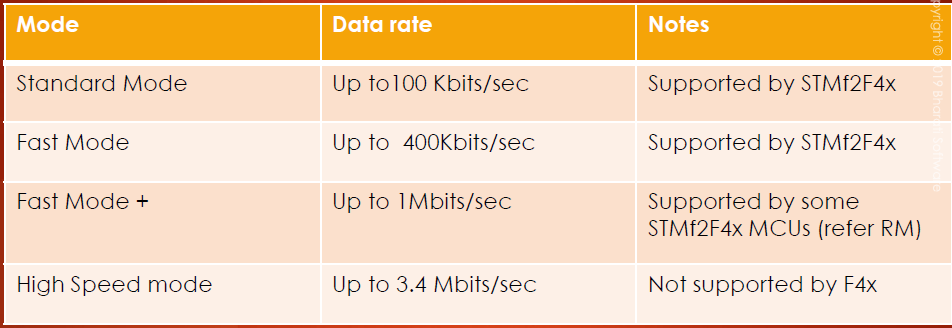 Mode Data rate Notes
Standard Mode Up to100 Kbits/sec Supported by STMf2F4x
Fast Mode Up to 400Kbits/sec Supported by STMf2F4x
Fast Mode + Up to 1Mbits/sec Supported by some
STMf2F4x MCUs (refer RM)
High Speed mode Up to 3.4 Mbits/sec Not supported by F4x
© 2019